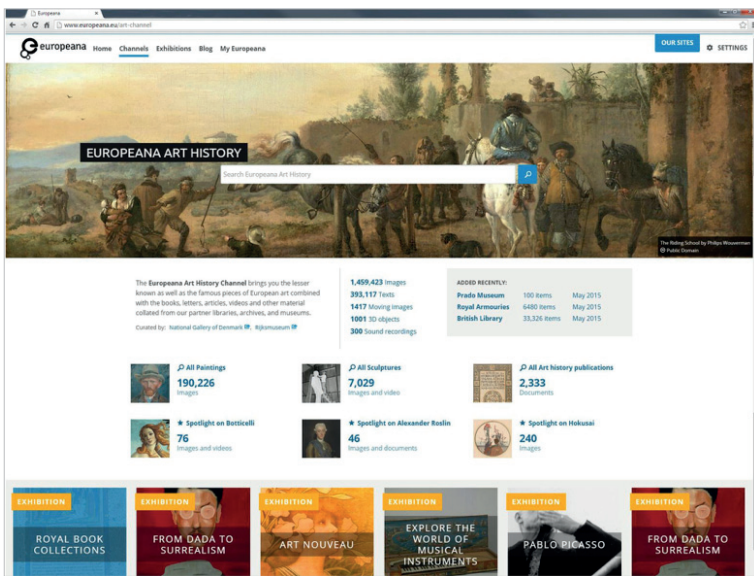 Europeana
www.europeana.eu/art-channel
europeana Home Channels Exhibitions Blog My Europeana OUR SITES SETTINGS
EUROPEANA ART HISTORY
Search Europeana Art History
The Riding School by Philips Wouwerman
Public Domain
The Europeana Art History Channel brings you the lesser
known as well as the famous pieces of European art combined
with the books, letters, articles, videos and other material
collated from our partner libraries, archives, and museums.
Curated by: National Gallery of Denmark, Rijksmuseum
1,459,423 Images
393,117 Texts
1417 Moving images
1001 3D objects
300 Sound recordings
ADDED RECENTLY:
Prado Museum 100 items May 2015
Royal Armouries 6480 items May 2015
British Library 33,326 items May 2015
All Paintings
190,226
Images
All Sculptures
7,029
Images and video
All Art history publications
2,333
Documents
Spotlight on Botticelli
76
Images and videos
Spotlight on Alexander Roslin
46
Images and documents
Spotlight on Hokusai
240
Images
EXHIBITION
ROYAL BOOK
COLLECTIONS
EXHIBITION
FROM DADA TO
SURREALISM
EXHIBITION
ART NOUVEAU
EXHIBITION
EXPLORE THE
WORLD OF
MUSICAL
INSTRUMENTS
EXHIBITION
PABLO PICASSO
EXHIBITION
FROM DADA TO
SURREALISM